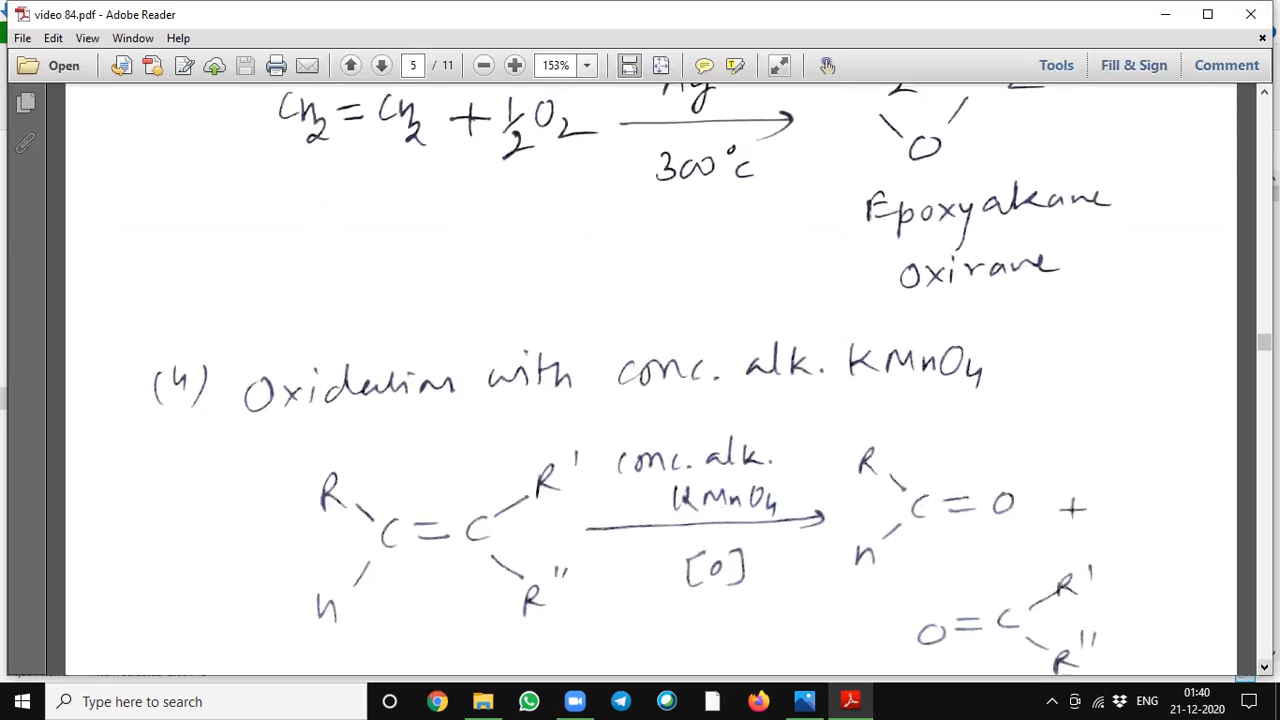 video 84.pdf - Adobe Reader
File Edit View Window Help
Open 5 / 11 153% Tools Fill & Sign Comment
CH2 = CH2 + 1/2 O2 Ag 300°C O
Epoxyalkane
Oxirane
(4) Oxidation with conc. alk. KMnO4
R R' conc. alk. R
C = C KMnO4 C = O +
H R'' [O] H
R'
O = C
R''
Type here to search
ENG 01:40
21-12-2020